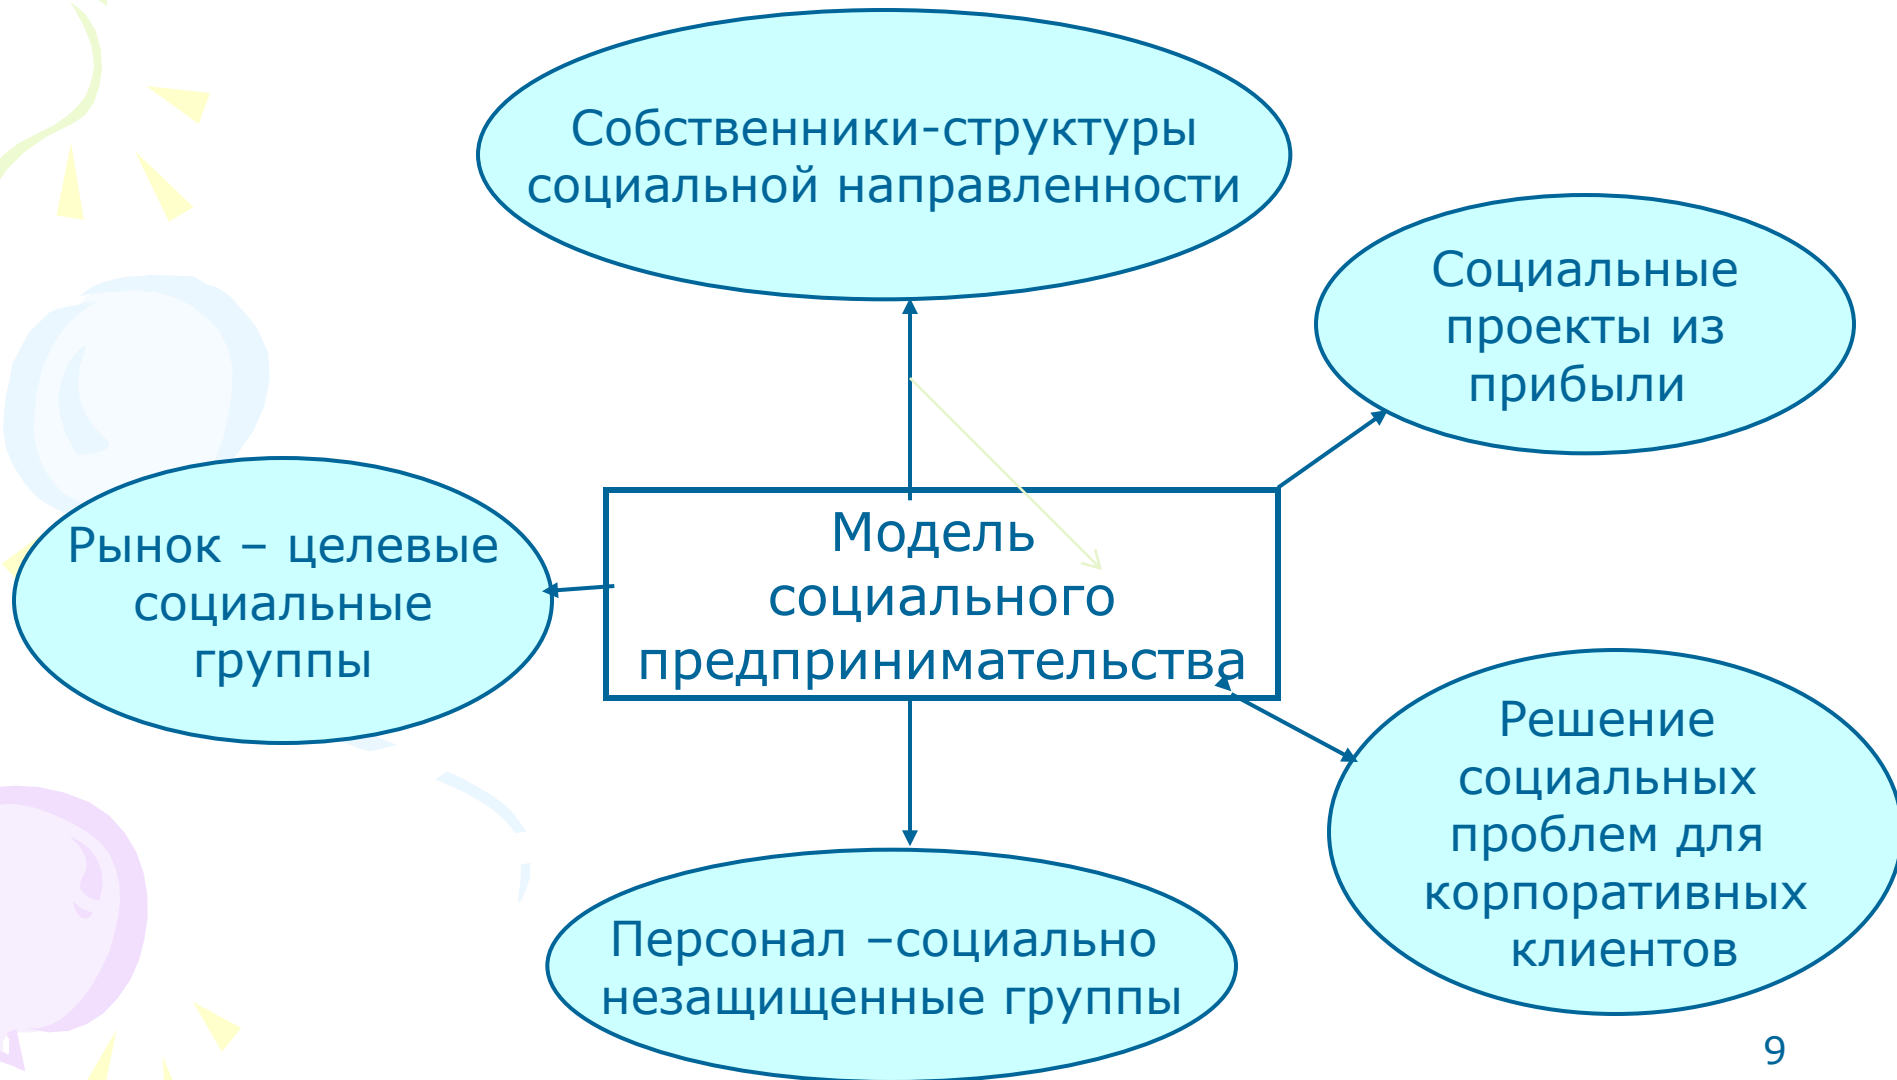 Собственники-структуры
социальной направленности
Социальные
проекты из
прибыли
Рынок – целевые
социальные
группы
Модель
социального
предпринимательства
Решение
социальных
проблем для
корпоративных
клиентов
Персонал –социально
незащищенные группы
9